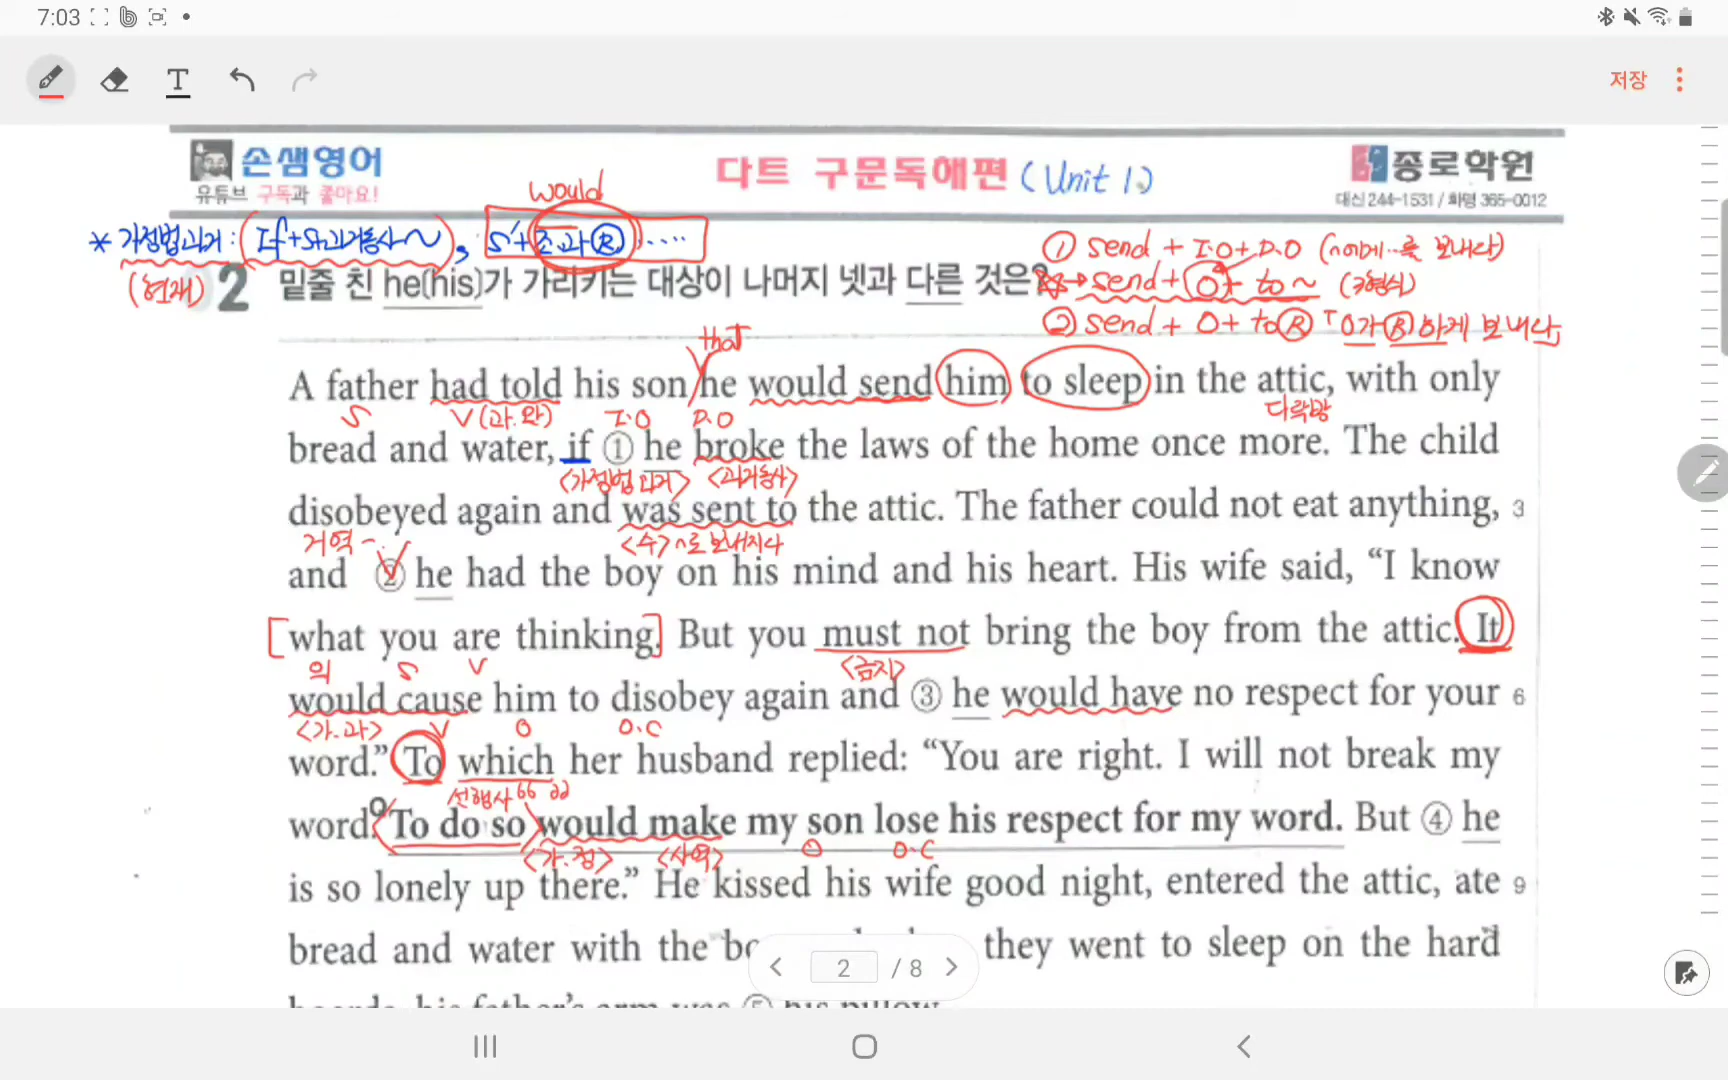 7:03
저장
손샘영어
유튜브 구독과 좋아요!
다트 구문독해편 (Unit 1)
종로학원
대신 244-1531 / 화명 365-0012
would
* 가정법과거: (If+S+과거동사~), S'+조.과 Ⓡ ....
(현재)
① send + I.O+D.O (~에게…를 보내다)
send + O + to~ (3형식)
② send + O + to Ⓡ 「O가 Ⓡ하게 보내다」
2 밑줄 친 he(his)가 가리키는 대상이 나머지 넷과 다른 것은?
that
A father had told his son he would send him to sleep in the attic, with only
S V(과.완) I.O D.O 다락방
bread and water, if ① he broke the laws of the home once more. The child
<가정법 과거> <과거동사>
disobeyed again and was sent to the attic. The father could not eat anything, 3
거역~ <수> ~로 보내지다
and ② he had the boy on his mind and his heart. His wife said, “I know
[what you are thinking.] But you must not bring the boy from the attic. It
의 S V <금지>
would cause him to disobey again and ③ he would have no respect for your 6
<가.과> V O O.C
word.” To which her husband replied: “You are right. I will not break my
선행사 “ ”
word. To do so would make my son lose his respect for my word. But ④ he
<가.정> <사역> O O.C
is so lonely up there.” He kissed his wife good night, entered the attic, ate 9
bread and water with the they went to sleep on the hard
his father’s arm was ⑤ his pillow.
2 / 8